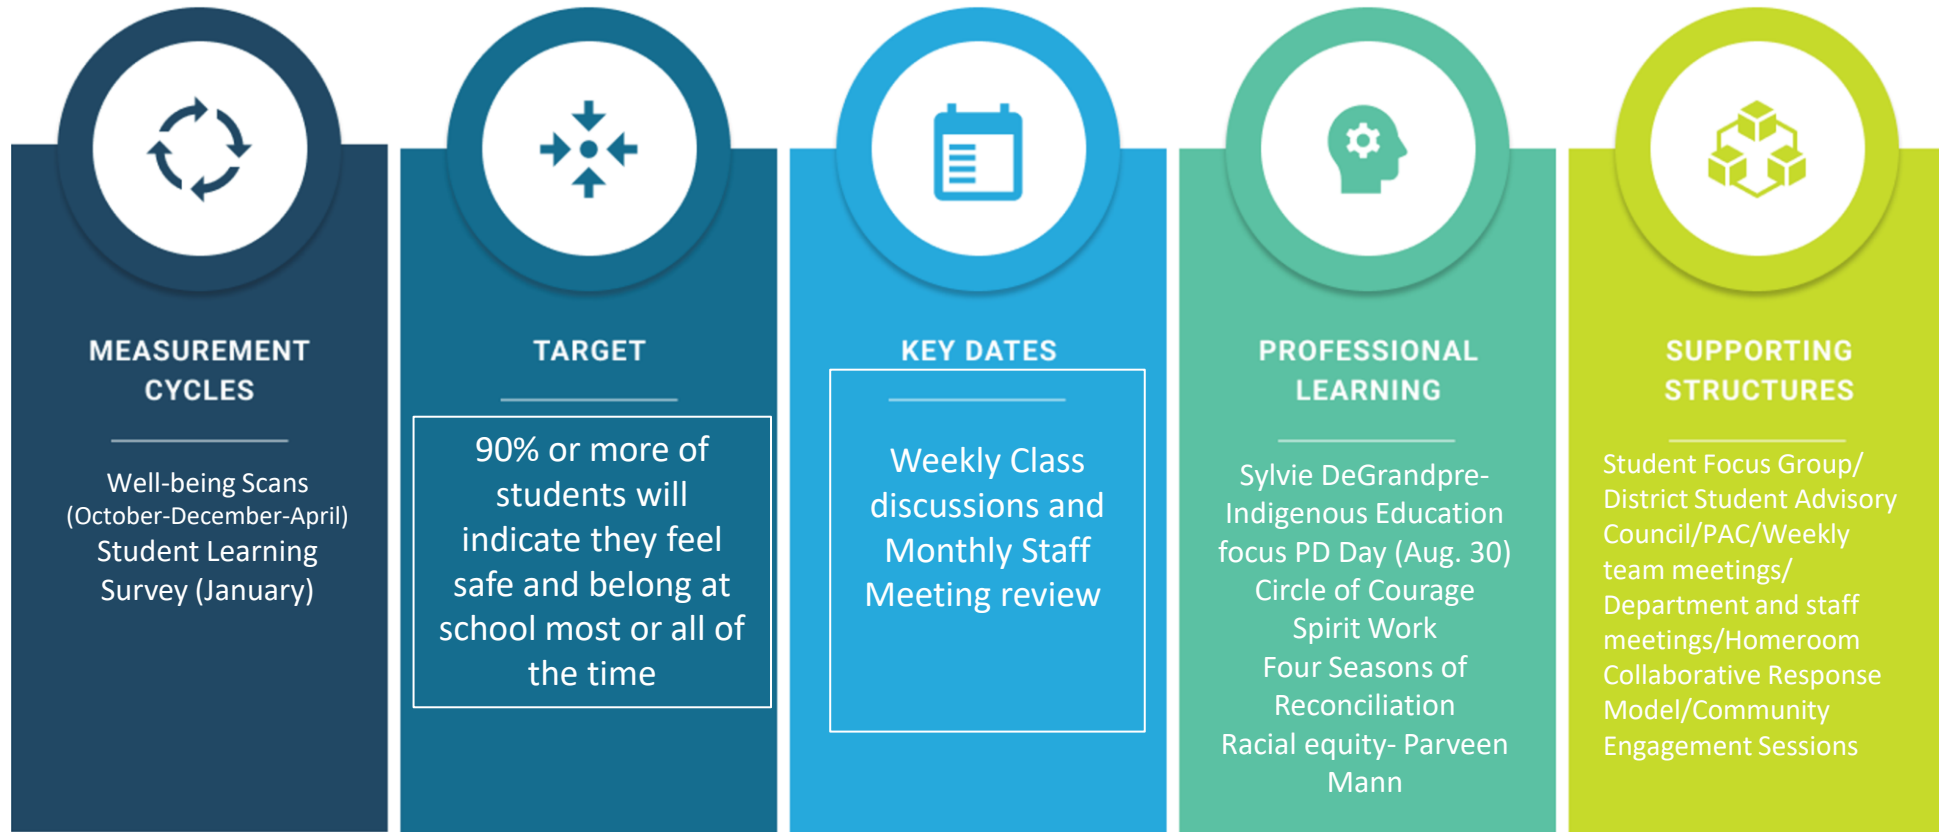 MEASUREMENT
CYCLES
Well-being Scans
(October-December-April)
Student Learning
Survey (January)
TARGET
90% or more of
students will
indicate they feel
safe and belong at
school most or all of
the time
KEY DATES
Weekly Class
discussions and
Monthly Staff
Meeting review
PROFESSIONAL
LEARNING
Sylvie DeGrandpre-
Indigenous Education
focus PD Day (Aug. 30)
Circle of Courage
Spirit Work
Four Seasons of
Reconciliation
Racial equity- Parveen
Mann
SUPPORTING
STRUCTURES
Student Focus Group/
District Student Advisory
Council/PAC/Weekly
team meetings/
Department and staff
meetings/Homeroom
Collaborative Response
Model/Community
Engagement Sessions